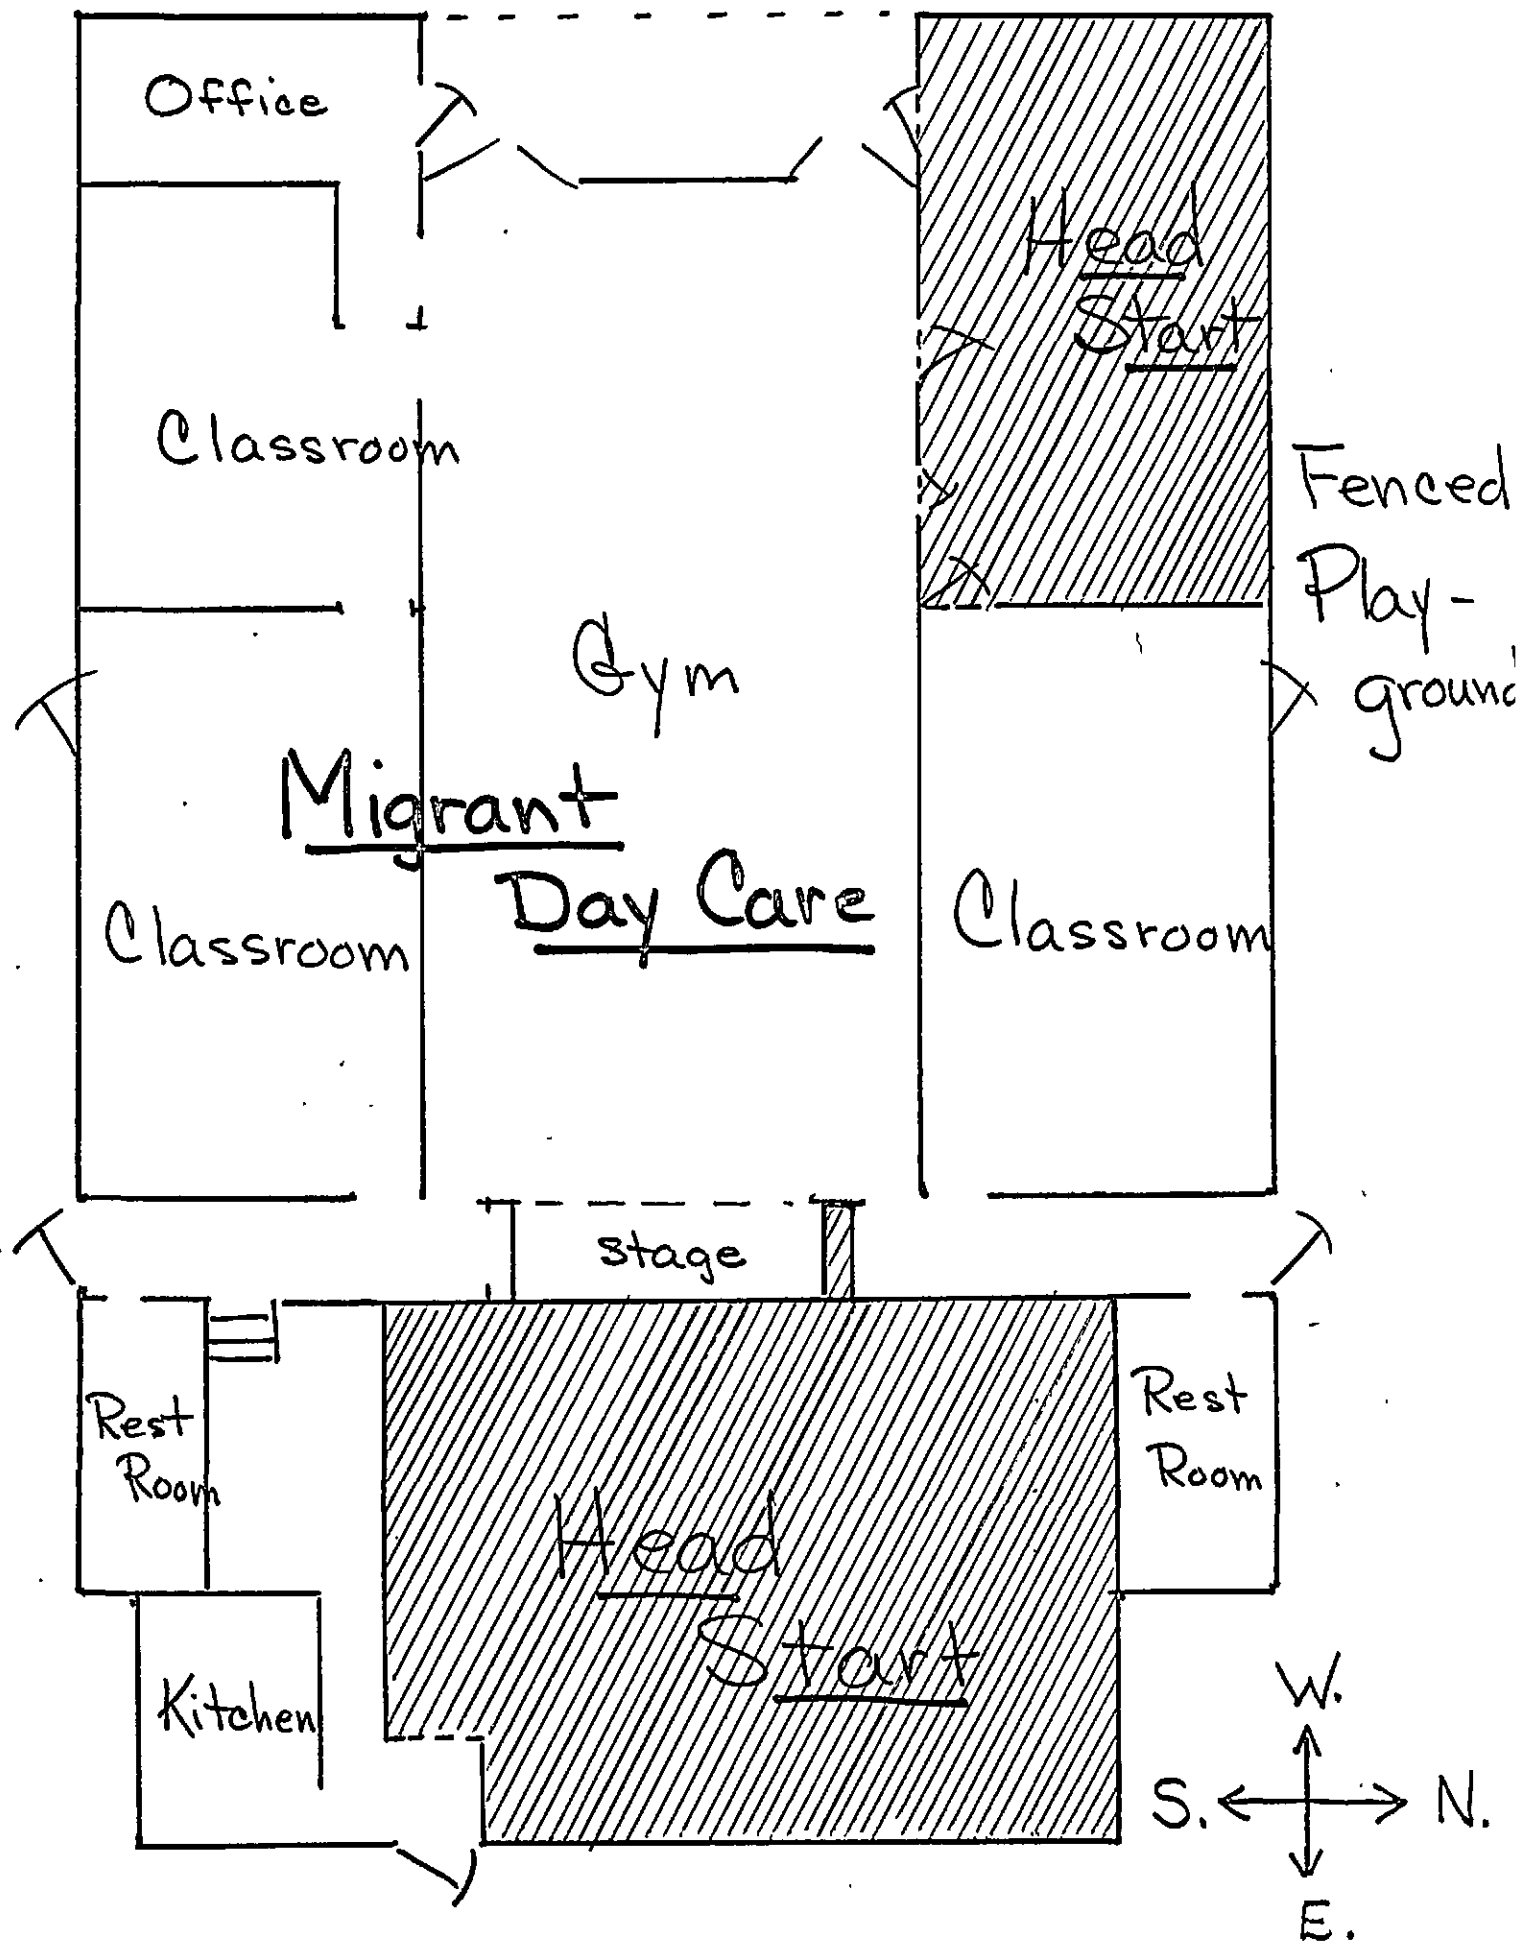 Office
Head
Start
Classroom
Fenced
Play-
ground
Gym
Migrant
Day Care
Classroom
Classroom
Stage
Rest
Room
Rest
Room
Head
Start
Kitchen
W.
S.
N.
E.